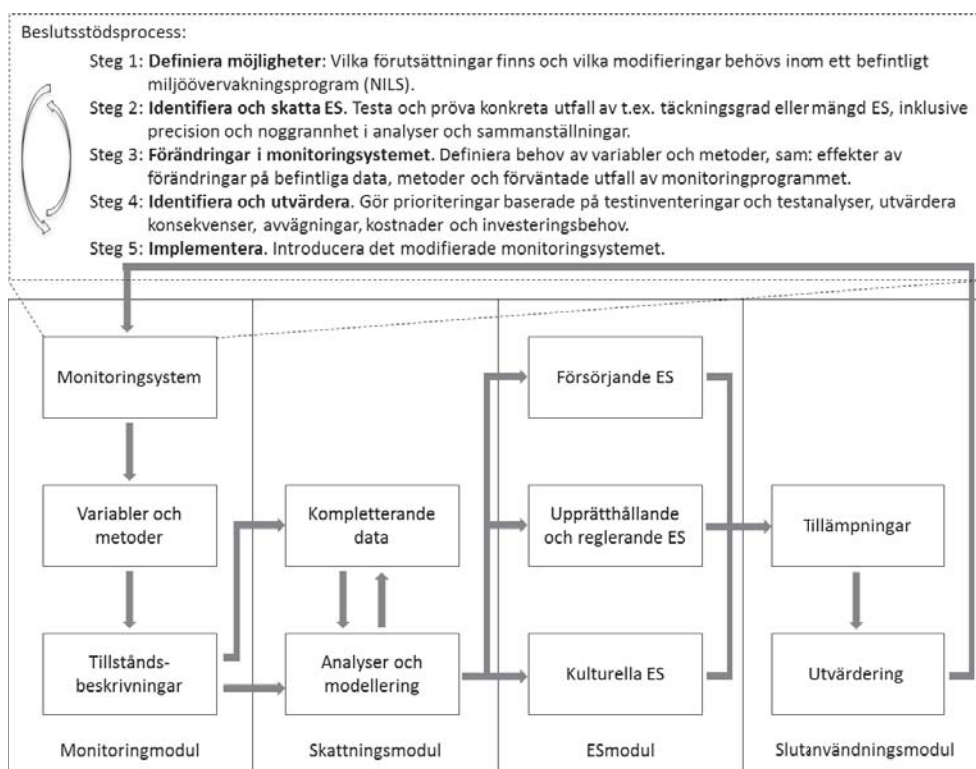 Beslutsstödsprocess:
Steg 1: Definiera möjligheter: Vilka förutsättningar finns och vilka modifieringar behövs inom ett befintligt
miljöövervakningsprogram (NILS).
Steg 2: Identifiera och skatta ES. Testa och pröva konkreta utfall av t.ex. täckningsgrad eller mängd ES, inklusive
precision och noggrannhet i analyser och sammanställningar.
Steg 3: Förändringar i monitoringsystemet. Definiera behov av variabler och metoder, sam: effekter av
förändringar på befintliga data, metoder och förväntade utfall av monitoringprogrammet.
Steg 4: Identifiera och utvärdera. Gör prioriteringar baserade på testinventeringar och testanalyser, utvärdera
konsekvenser, avvägningar, kostnader och investeringsbehov.
Steg 5: Implementera. Introducera det modifierade monitoringsystemet.
Monitoringsystem
Variabler och
metoder
Tillstånds-
beskrivningar
Monitoringmodul
Kompletterande
data
Analyser och
modellering
Skattningsmodul
Försörjande ES
Upprätthållande
och reglerande ES
Kulturella ES
ESmodul
Tillämpningar
Utvärdering
Slutanvändningsmodul